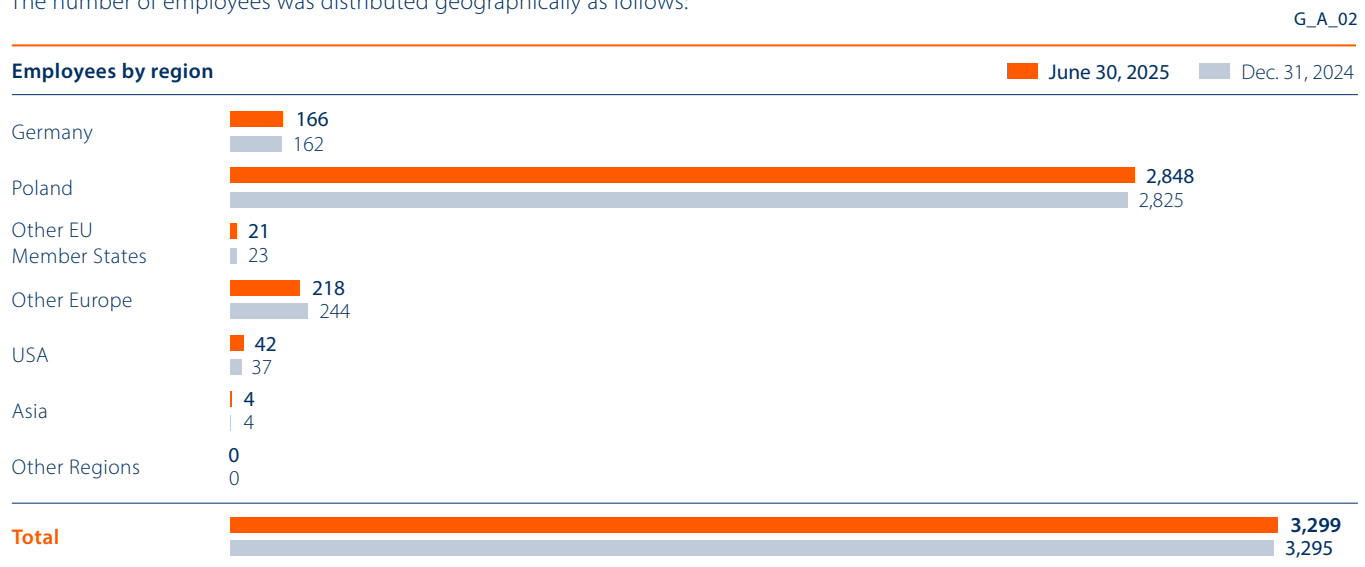 The number of employees was distributed geographically as follows:
G_A_02
Employees by region
June 30, 2025
Dec. 31, 2024
Germany
166
162
Poland
2,848
2,825
Other EU
Member States
21
23
Other Europe
218
244
USA
42
37
Asia
4
4
Other Regions
0
0
Total
3,299
3,295